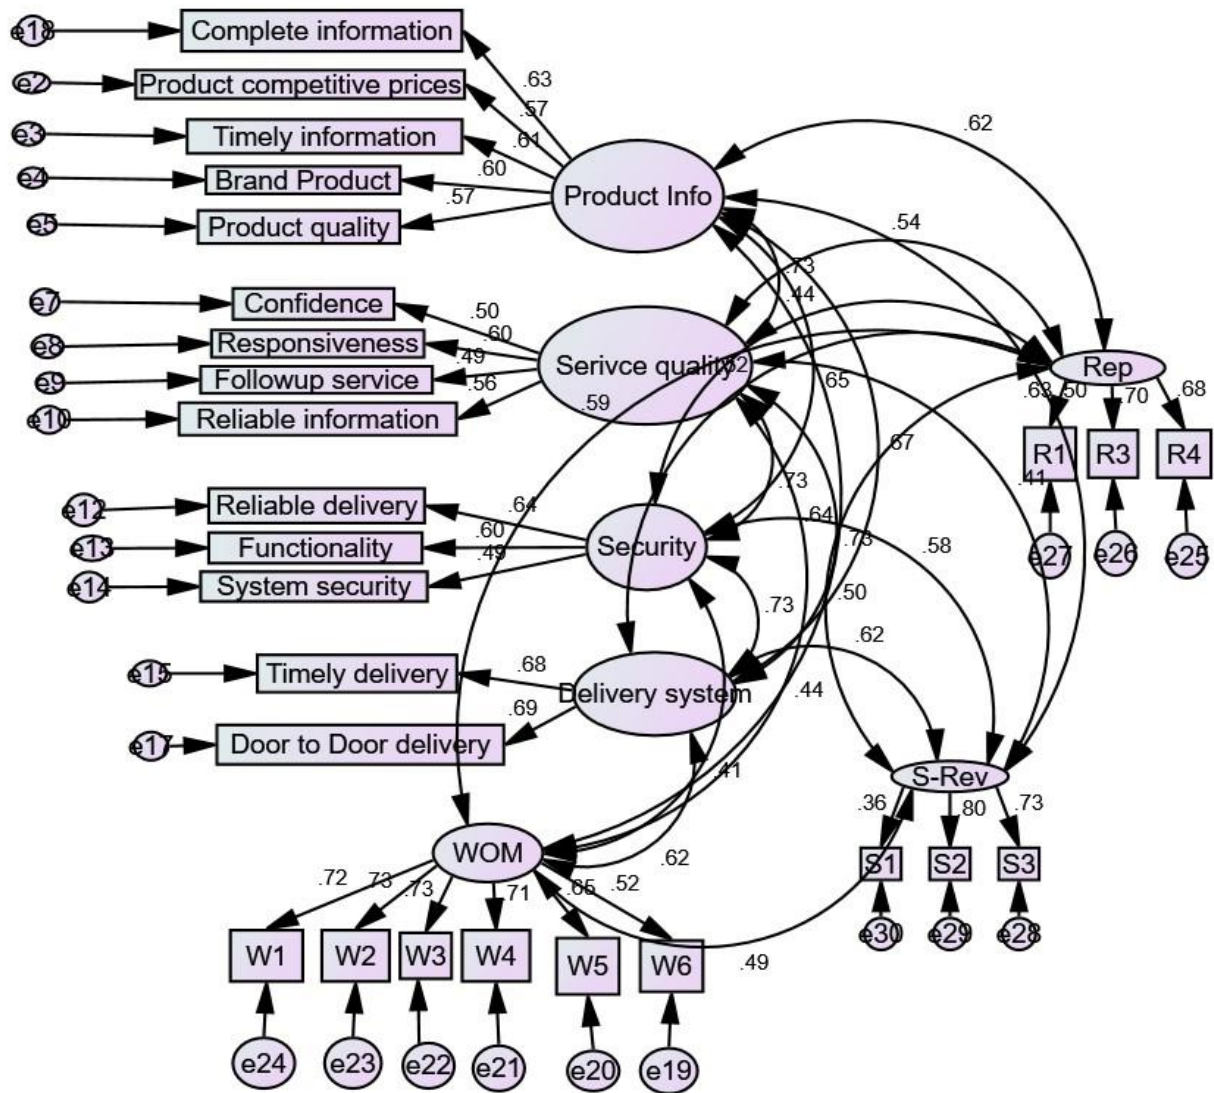 e18 Complete information
e2 Product competitive prices
e3 Timely information
e4 Brand Product
e5 Product quality
.63
.57
.61
.60
.57
Product Info
.62
.54
.73
.44
e7 Confidence
e8 Responsiveness
e9 Followup service
e10 Reliable information
.50
.60
.49
.56
Serivce quality
.62
.65
.59
.67
Rep
.63
.50
.70
.68
R1 R3 R4
.41
e27 e26 e25
e12 Reliable delivery
e13 Functionality
e14 System security
.64
.60
.49
Security
.73
.64
.73
.58
.50
.73
.62
e15 Timely delivery
e17 Door to Door delivery
.68
.69
Delivery system
.44
.41
S-Rev
.36 .80 .73
S1 S2 S3
e30 e29 e28
WOM
.62
.72 .73 .73 .71 .65 .52
.49
W1 W2 W3 W4 W5 W6
e24 e23 e22 e21 e20 e19